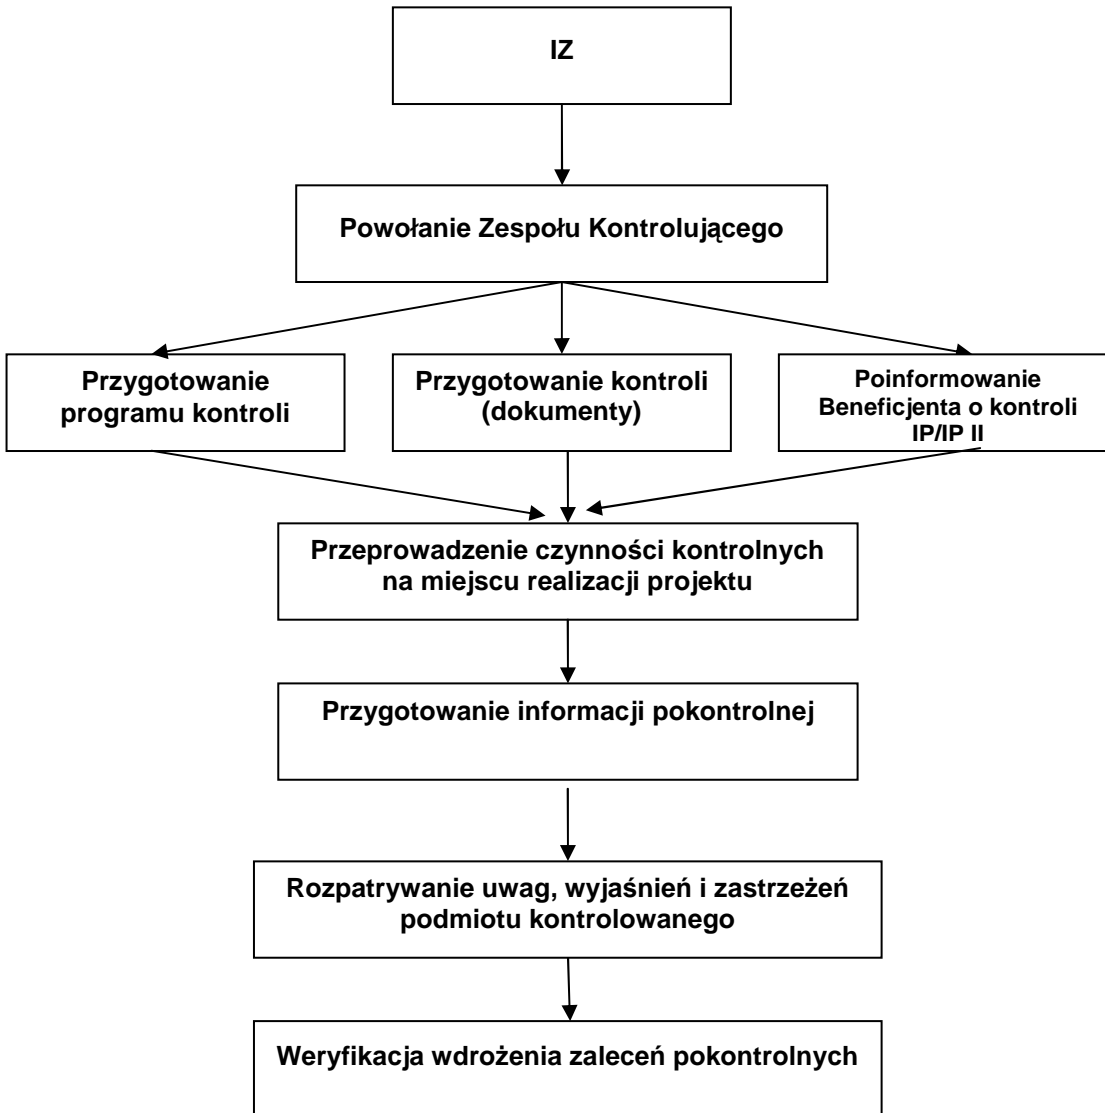 IZ
Powołanie Zespołu Kontrolującego
Przygotowanie
programu kontroli
Przygotowanie kontroli
(dokumenty)
Poinformowanie
Beneficjenta o kontroli
IP/IP II
Przeprowadzenie czynności kontrolnych
na miejscu realizacji projektu
Przygotowanie informacji pokontrolnej
Rozpatrywanie uwag, wyjaśnień i zastrzeżeń
podmiotu kontrolowanego
Weryfikacja wdrożenia zaleceń pokontrolnych